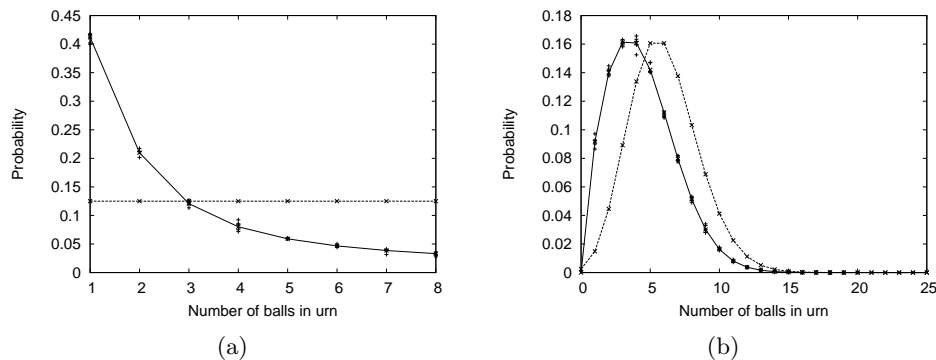 0.45
0.4
0.35
0.3
0.25
0.2
0.15
0.1
0.05
0
1 2 3 4 5 6 7 8
Probability
Number of balls in urn
(a)
0.18
0.16
0.14
0.12
0.1
0.08
0.06
0.04
0.02
0
0 5 10 15 20 25
Probability
Number of balls in urn
(b)